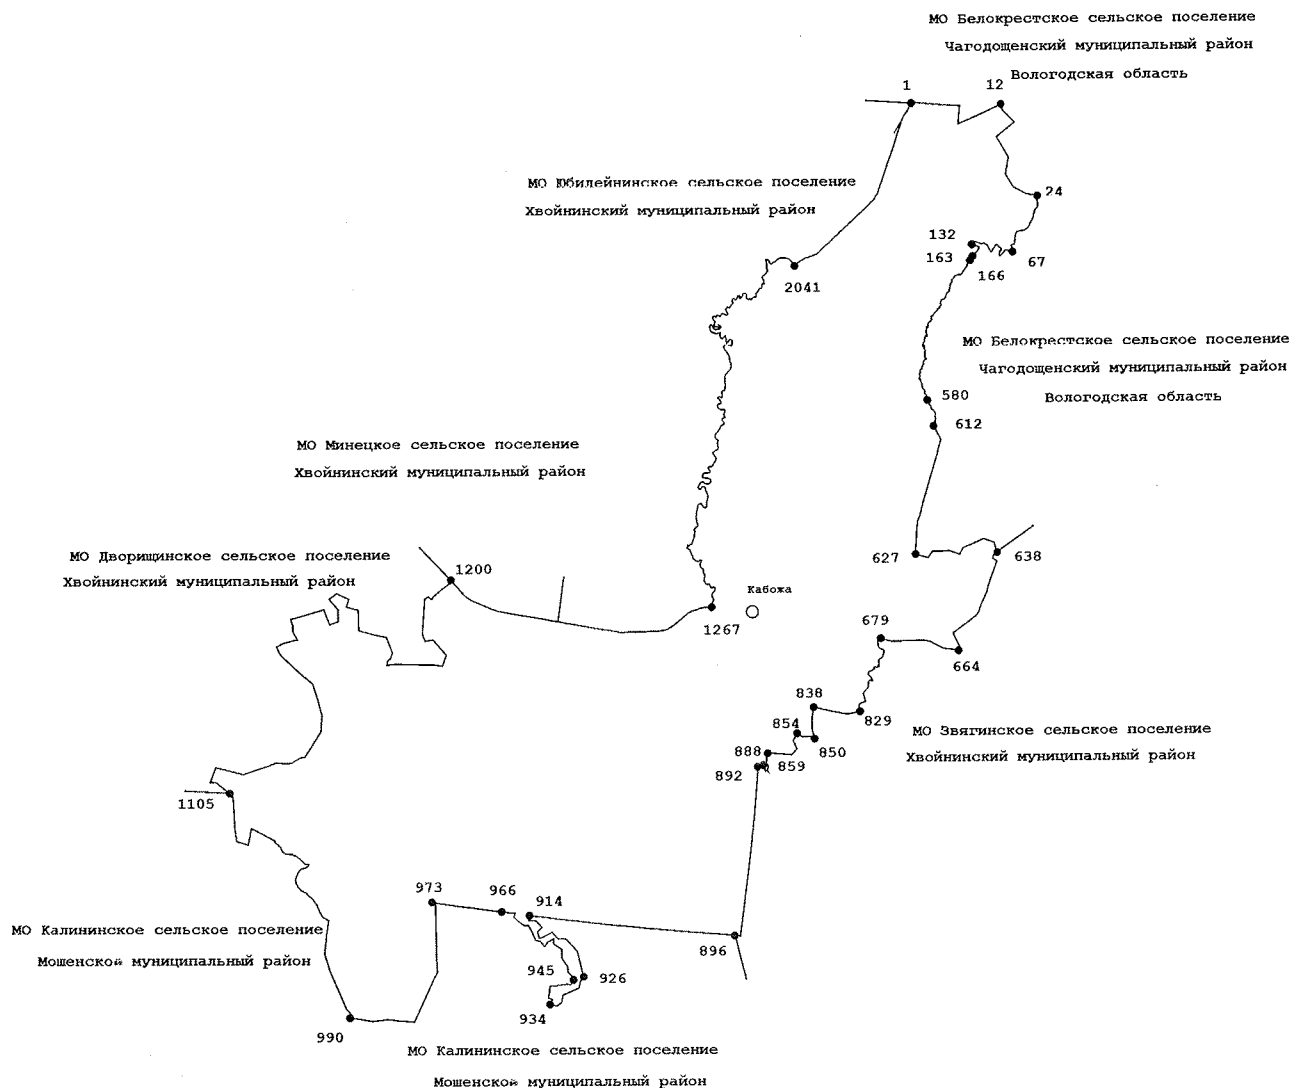 МО Белокрестское сельское поселение
Чагодощенский муниципальный район
Вологодская область
1
12
МО Юбилейнинское сельское поселение
Хвойнинский муниципальный район
24
132
163
166
67
2041
МО Белокрестское сельское поселение
Чагодощенский муниципальный район
Вологодская область
580
612
МО Минецкое сельское поселение
Хвойнинский муниципальный район
МО Дворищинское сельское поселение
Хвойнинский муниципальный район
1200
627
638
Кабожа
1267
679
664
838
829
854
850
МО Звягинское сельское поселение
Хвойнинский муниципальный район
888
859
892
1105
973
966
914
МО Калининское сельское поселение
Мошенской муниципальный район
896
945
926
934
990
МО Калининское сельское поселение
Мошенской муниципальный район